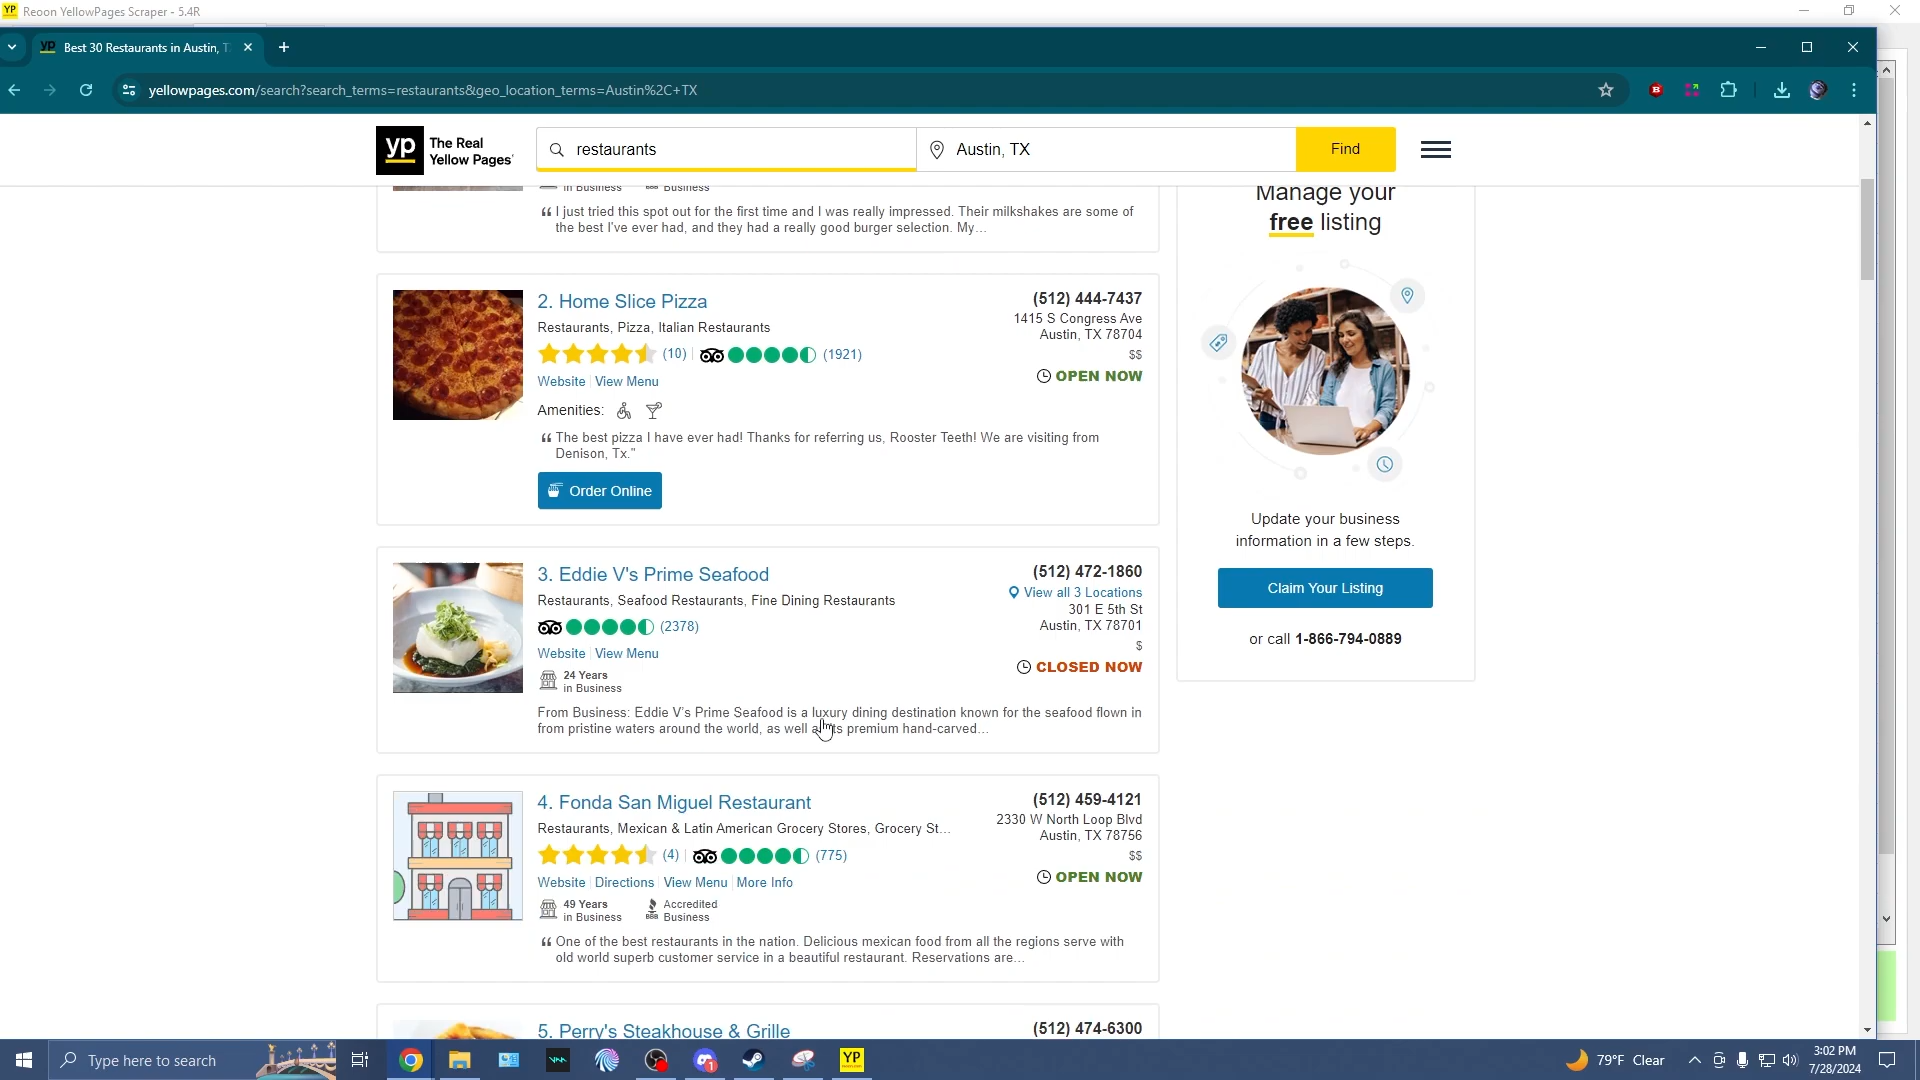 YP Reoon YellowPages Scraper - 5.4R
yp Best 30 Restaurants in Austin, T
yellowpages.com/search?search_terms=restaurants&geo_location_terms=Austin%2C+TX
yp The Real
Yellow Pages
restaurants
Austin, TX
Find
in Business
Business
“ I just tried this spot out for the first time and I was really impressed. Their milkshakes are some of
the best I've ever had, and they had a really good burger selection. My...
2. Home Slice Pizza
Restaurants, Pizza, Italian Restaurants
(10) (1921)
Website View Menu
Amenities:
“ The best pizza I have ever had! Thanks for referring us, Rooster Teeth! We are visiting from
Denison, Tx."
Order Online
(512) 444-7437
1415 S Congress Ave
Austin, TX 78704
$$
OPEN NOW
3. Eddie V's Prime Seafood
Restaurants, Seafood Restaurants, Fine Dining Restaurants
(2378)
Website View Menu
24 Years
in Business
From Business: Eddie V's Prime Seafood is a luxury dining destination known for the seafood flown in
from pristine waters around the world, as well premium hand-carved...
(512) 472-1860
View all 3 Locations
301 E 5th St
Austin, TX 78701
$
CLOSED NOW
4. Fonda San Miguel Restaurant
Restaurants, Mexican & Latin American Grocery Stores, Grocery St...
(4) (775)
Website Directions View Menu More Info
49 Years
in Business
BBB
Accredited
Business
“ One of the best restaurants in the nation. Delicious mexican food from all the regions serve with
old world superb customer service in a beautiful restaurant. Reservations are...
(512) 459-4121
2330 W North Loop Blvd
Austin, TX 78756
$$
OPEN NOW
5. Perry's Steakhouse & Grille
(512) 474-6300
Manage your
free listing
Update your business
information in a few steps.
Claim Your Listing
or call 1-866-794-0889
Type here to search
YP
79°F Clear
3:02 PM
7/28/2024